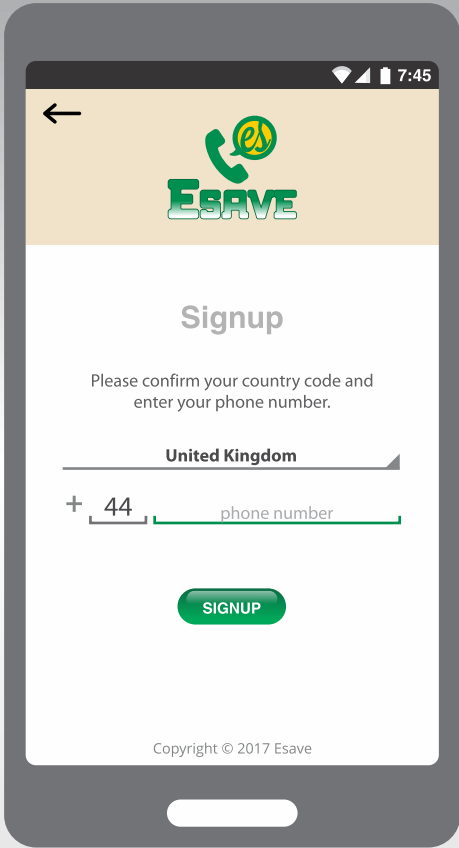 7:45
es
ESAVE
Signup
Please confirm your country code and
enter your phone number.
United Kingdom
+ 44 phone number
SIGNUP
Copyright © 2017 Esave